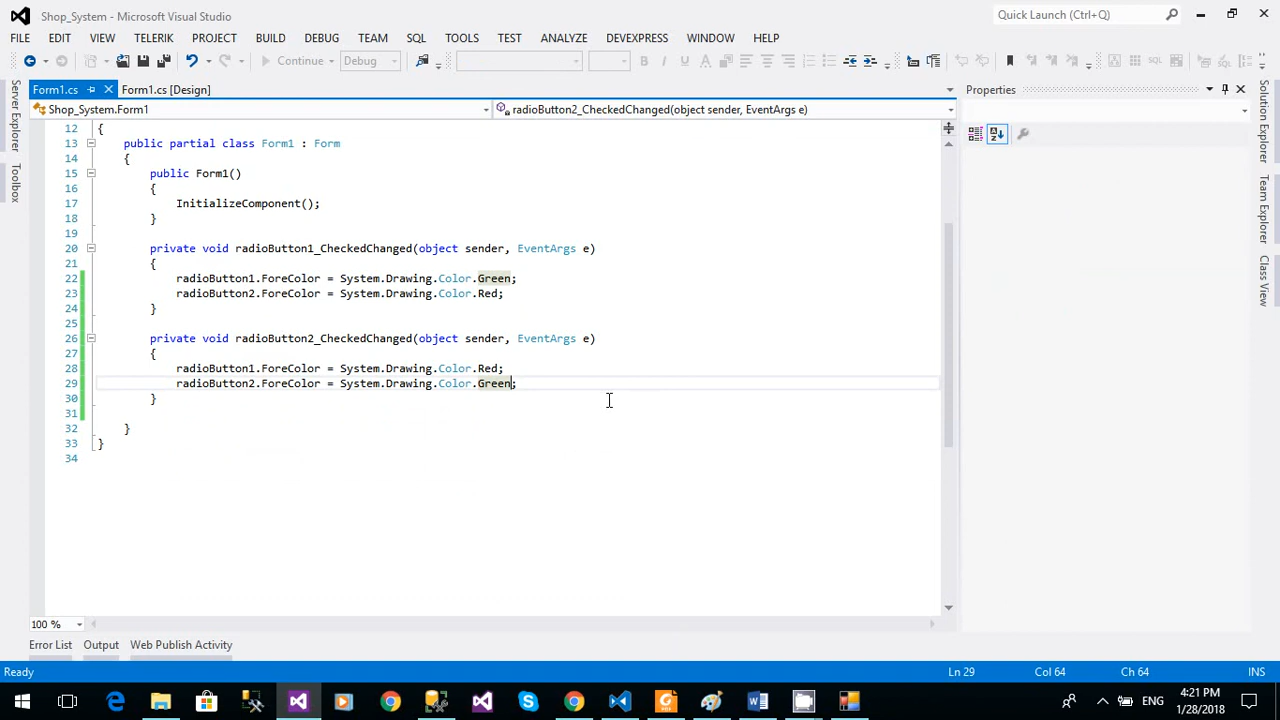 Shop_System - Microsoft Visual Studio
Quick Launch (Ctrl+Q)
FILE EDIT VIEW TELERIK PROJECT BUILD DEBUG TEAM SQL TOOLS TEST ANALYZE DEVEXPRESS WINDOW HELP
Continue Debug
Form1.cs Form1.cs [Design]
Properties
Shop_System.Form1 radioButton2_CheckedChanged(object sender, EventArgs e)
Server Explorer
Toolbox
Solution Explorer
Team Explorer
Class View
12 {
13 public partial class Form1 : Form
14 {
15 public Form1()
16 {
17 InitializeComponent();
18 }
19
20 private void radioButton1_CheckedChanged(object sender, EventArgs e)
21 {
22 radioButton1.ForeColor = System.Drawing.Color.Green;
23 radioButton2.ForeColor = System.Drawing.Color.Red;
24 }
25
26 private void radioButton2_CheckedChanged(object sender, EventArgs e)
27 {
28 radioButton1.ForeColor = System.Drawing.Color.Red;
29 radioButton2.ForeColor = System.Drawing.Color.Green;
30 }
31
32 }
33 }
34
100 %
Error List Output Web Publish Activity
Ready Ln 29 Col 64 Ch 64 INS
ENG 4:21 PM
1/28/2018